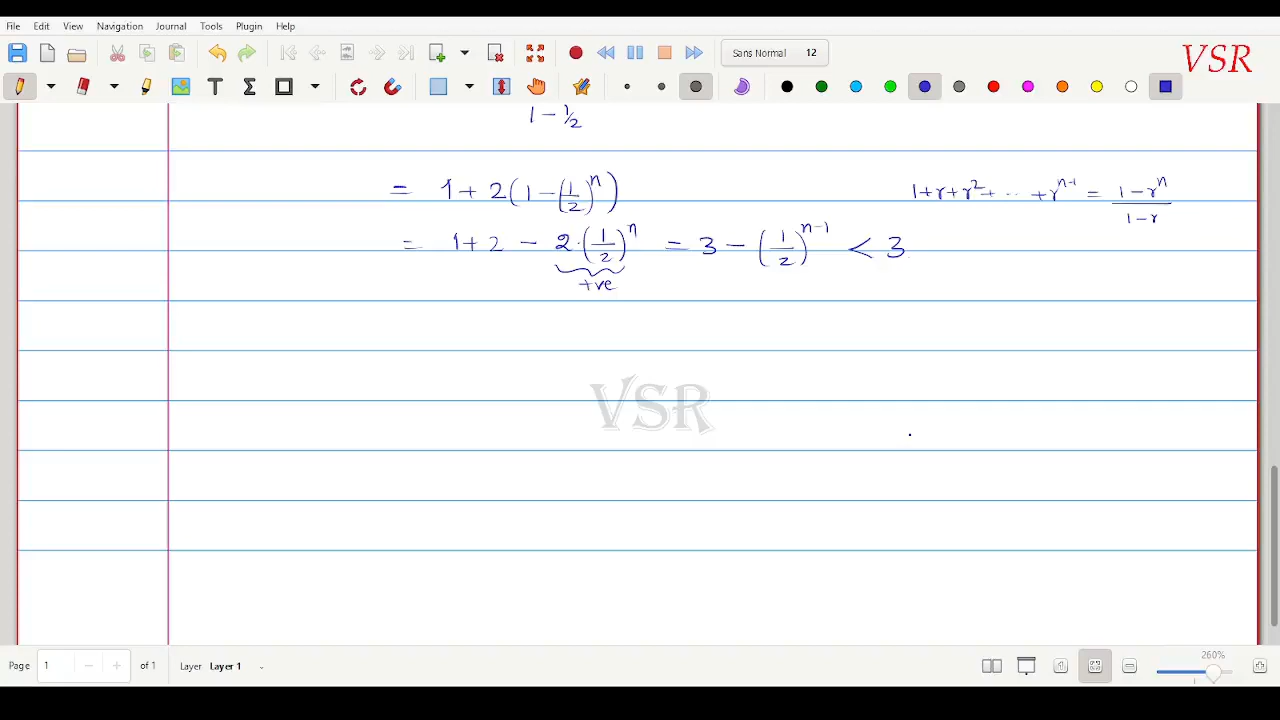 File Edit View Navigation Journal Tools Plugin Help
Sans Normal 12
VSR
1 - 1/2
= 1 + 2(1 - (1/2)^n)
1 + r + r^2 + ... + r^{n-1} = (1 - r^n)/(1 - r)
= 1 + 2 - 2·(1/2)^n = 3 - (1/2)^{n-1} < 3
+ve
VSR
Page 1 of 1 Layer Layer 1 260%